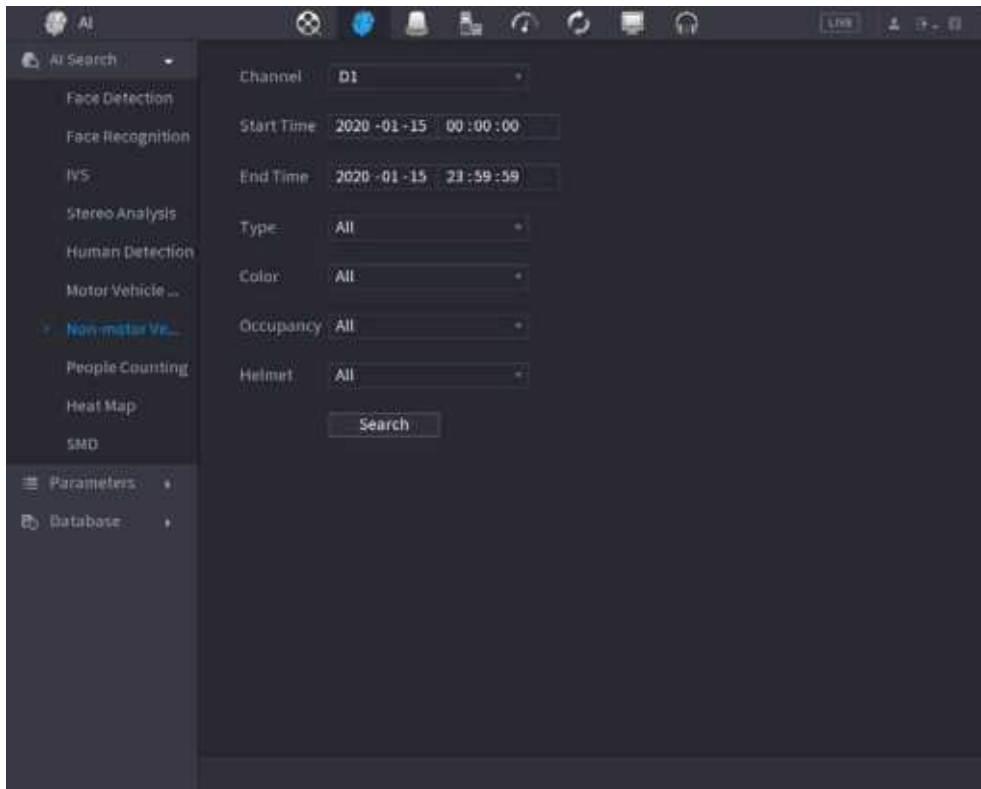 AI
LIVE
AI Search
Face Detection
Face Recognition
IVS
Stereo Analysis
Human Detection
Motor Vehicle ...
Non-motor Ve...
People Counting
Heat Map
SMD
Parameters
Database
Channel D1
Start Time 2020 -01 -15 00 :00 :00
End Time 2020 -01 -15 23 :59 :59
Type All
Color All
Occupancy All
Helmet All
Search